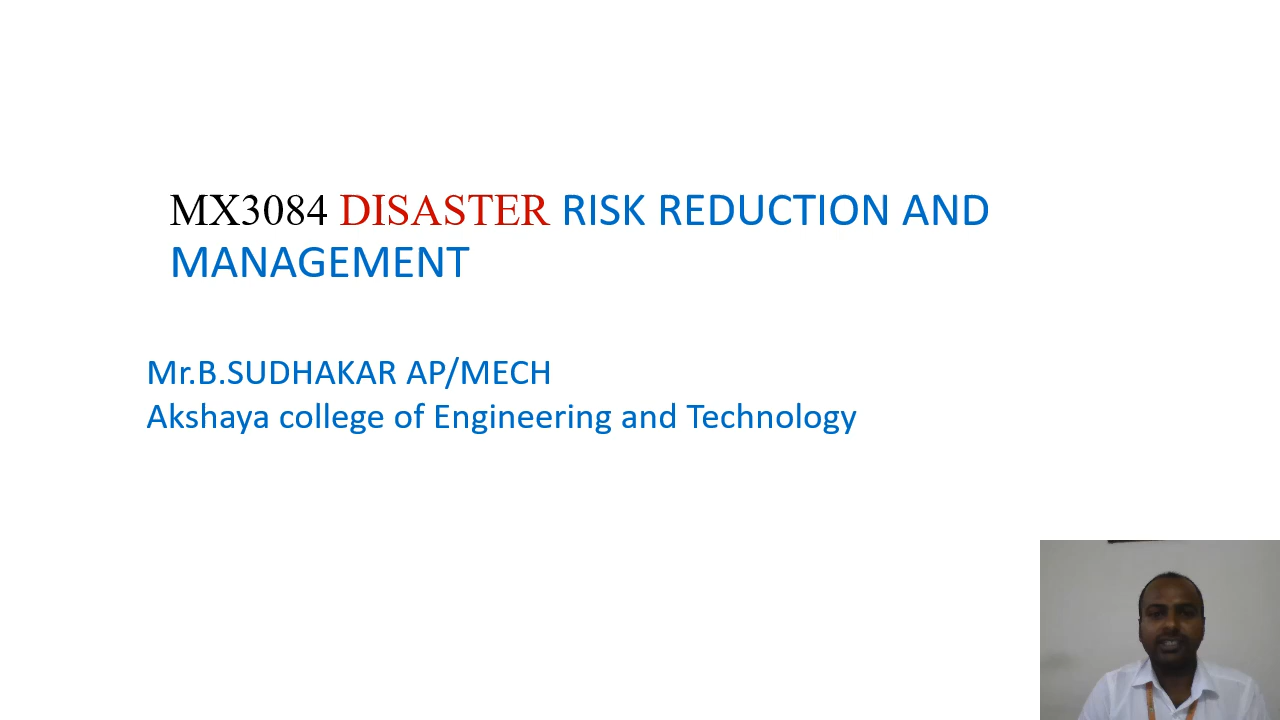 MX3084 DISASTER RISK REDUCTION AND
MANAGEMENT
Mr.B.SUDHAKAR AP/MECH
Akshaya college of Engineering and Technology